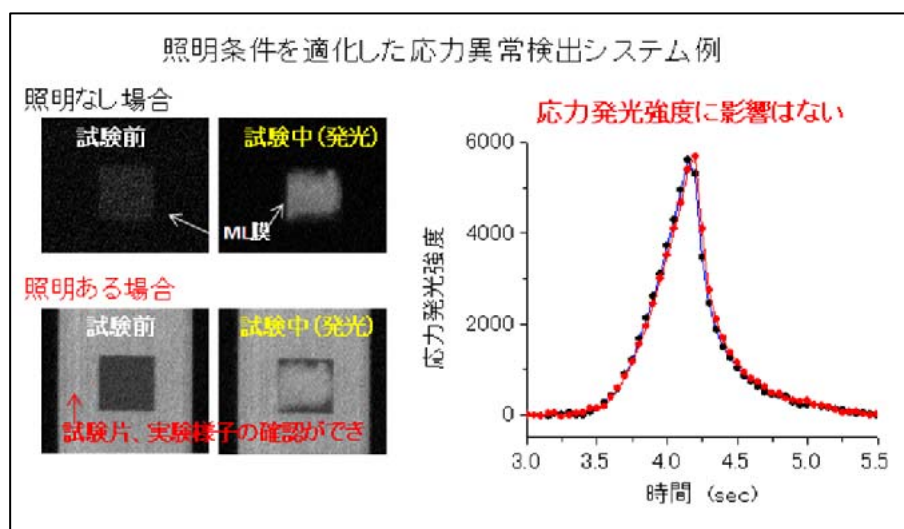 照明条件を適化した応力異常検出システム例
照明なし場合
試験前
試験中(発光)
ML膜
照明ある場合
試験前
試験中(発光)
試験片、実験様子の確認ができ
応力発光強度に影響はない
応力発光強度
6000
4000
2000
0
3.0 3.5 4.0 4.5 5.0 5.5
時間 (sec)